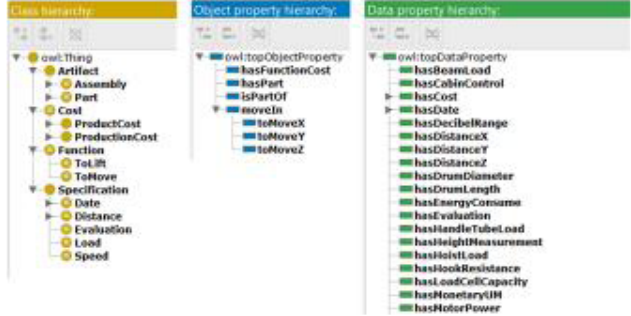 Class hierarchy:
owl:Thing
Artifact
Assembly
Part
Cost
ProductCost
ProductionCost
Function
ToLift
ToMove
Specification
Date
Distance
Evaluation
Load
Speed
Object property hierarchy:
owl:topObjectProperty
hasFunctionCost
hasPart
isPartOf
moveIn
toMoveX
toMoveY
toMoveZ
Data property hierarchy:
owl:topDataProperty
hasBeamLoad
hasCabinControl
hasCost
hasDate
hasDecibelRange
hasDistanceX
hasDistanceY
hasDistanceZ
hasDrumDiameter
hasDrumLength
hasEnergyConsume
hasEvaluation
hasHandleTubeLoad
hasHeightMeasurement
hasHoistLoad
hasHookResistance
hasLoadCellCapacity
hasMonetaryUM
hasMotorPower